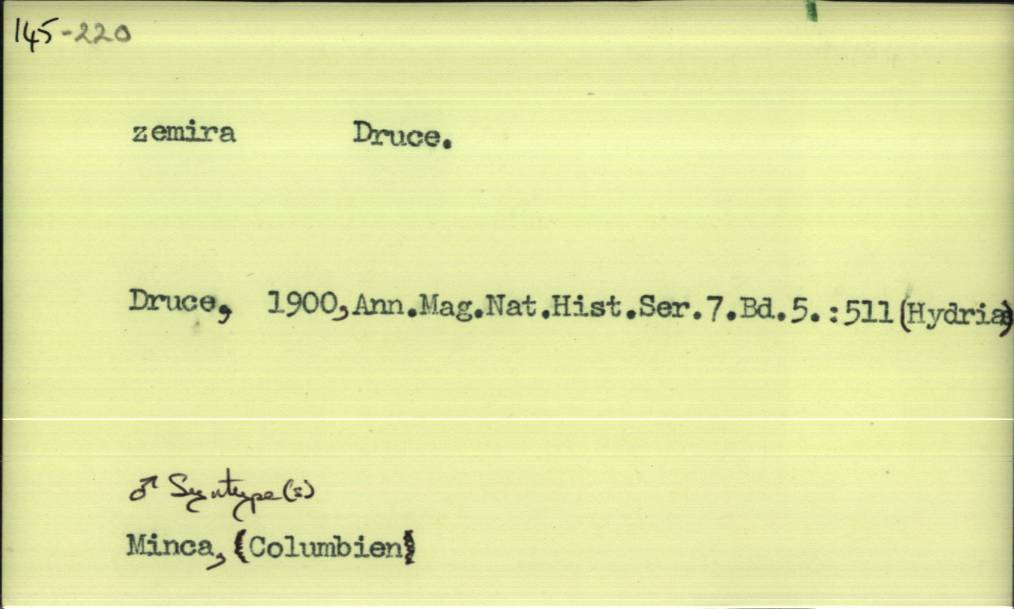 145-220
zemira Druce.
Druce, 1900, Ann.Mag.Nat.Hist.Ser.7.Bd.5.:511 (Hydria)
♂ Syntype(s)
Minca, (Columbien)